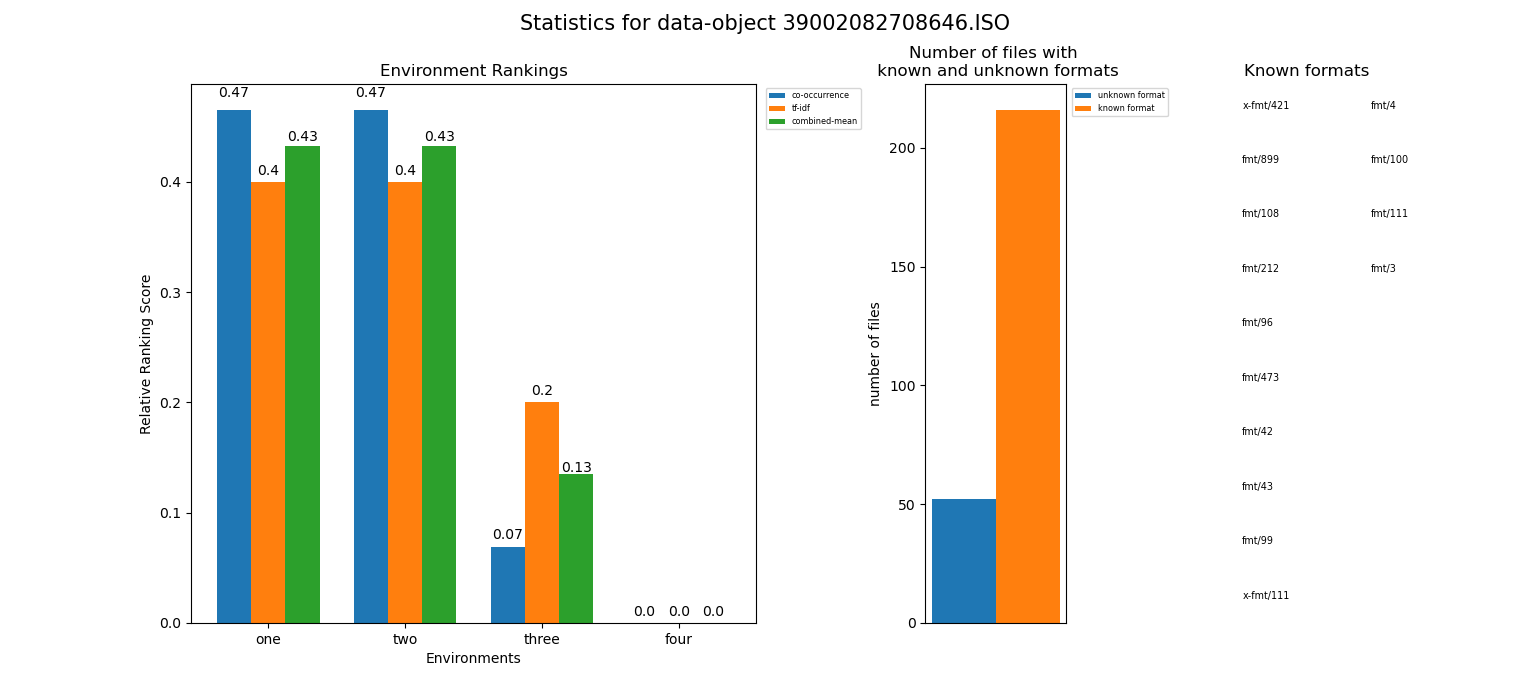 Statistics for data-object 39002082708646.ISO
Environment Rankings
0.47
0.4
0.43
0.47
0.4
0.43
0.07
0.2
0.13
0.0
0.0
0.0
0.4
0.3
0.2
0.1
0.0
Relative Ranking Score
one
two
three
four
Environments
co-occurrence
tf-idf
combined-mean
Number of files with
known and unknown formats
200
150
100
50
0
number of files
unknown format
known format
Known formats
x-fmt/421
fmt/899
fmt/108
fmt/212
fmt/96
fmt/473
fmt/42
fmt/43
fmt/99
x-fmt/111
fmt/4
fmt/100
fmt/111
fmt/3